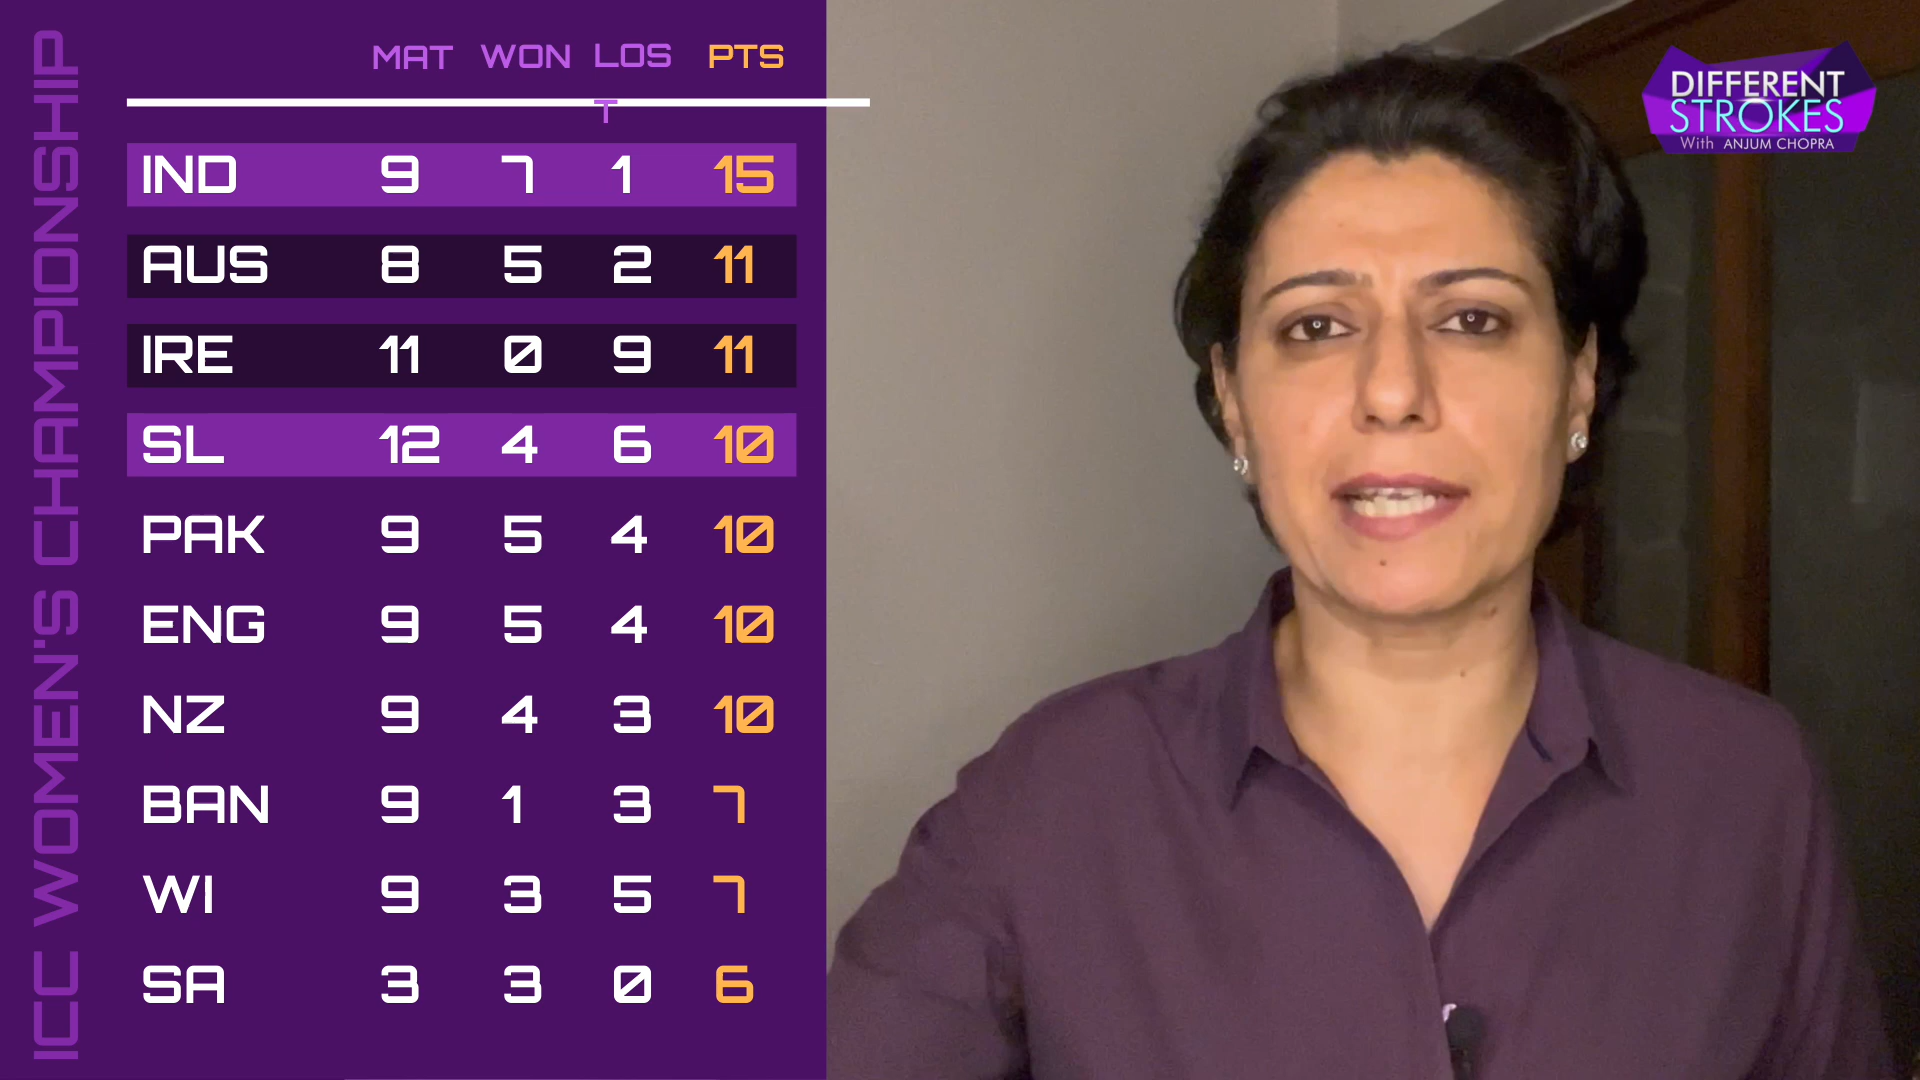 ICC WOMEN'S CHAMPIONSHIP
MAT WON LOS PTS
T
IND 9 7 1 15
AUS 8 5 2 11
IRE 11 0 9 11
SL 12 4 6 10
PAK 9 5 4 10
ENG 9 5 4 10
NZ 9 4 3 10
BAN 9 1 3 7
WI 9 3 5 7
SA 3 3 0 6
DIFFERENT
STROKES
With ANJUM CHOPRA